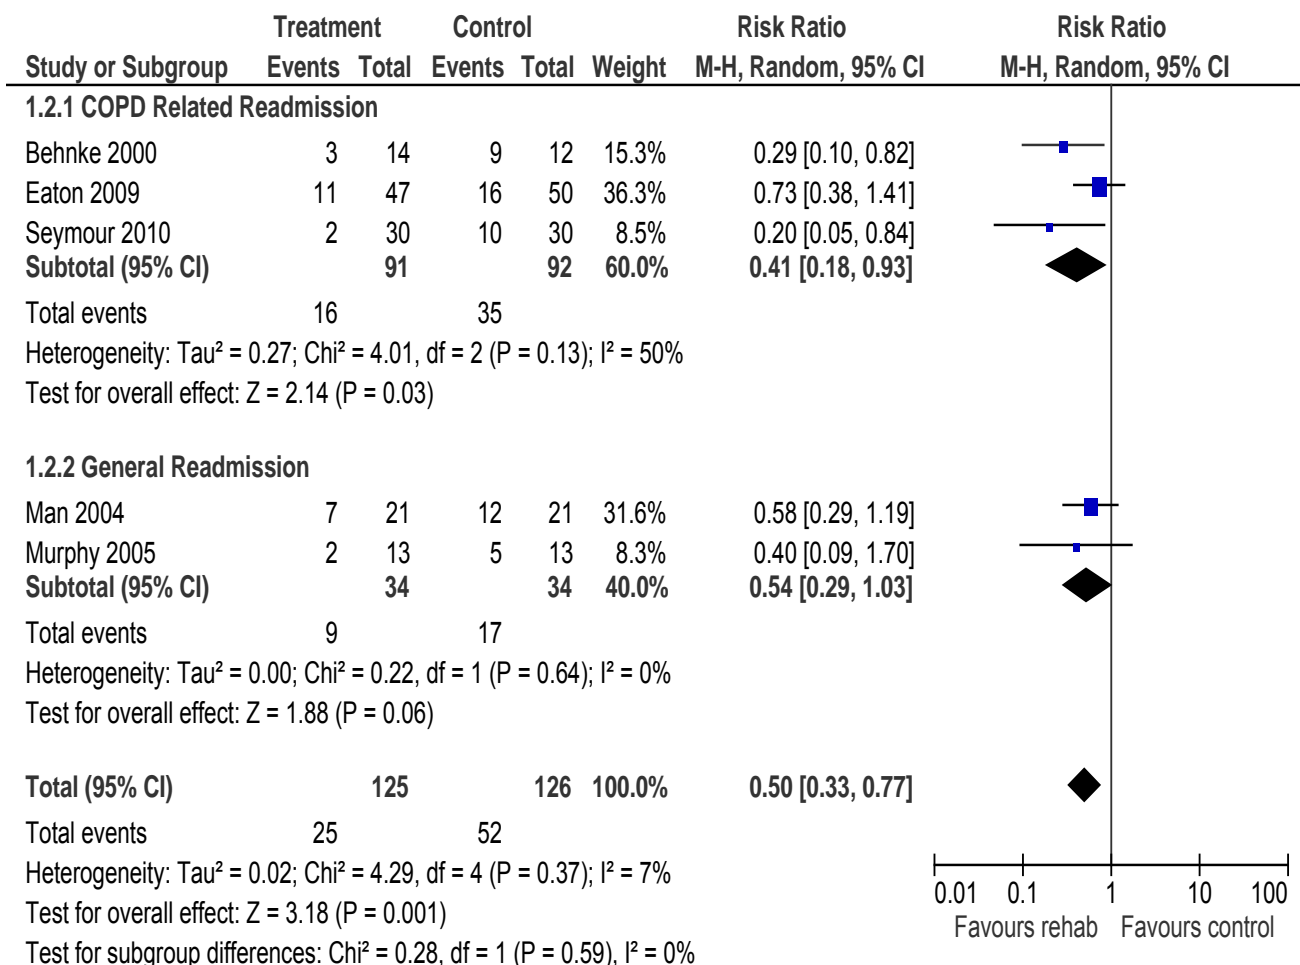 Treatment Control Risk Ratio Risk Ratio
Study or Subgroup Events Total Events Total Weight M-H, Random, 95% CI M-H, Random, 95% CI
1.2.1 COPD Related Readmission
Behnke 2000 3 14 9 12 15.3% 0.29 [0.10, 0.82]
Eaton 2009 11 47 16 50 36.3% 0.73 [0.38, 1.41]
Seymour 2010 2 30 10 30 8.5% 0.20 [0.05, 0.84]
Subtotal (95% CI) 91 92 60.0% 0.41 [0.18, 0.93]
Total events 16 35
Heterogeneity: Tau² = 0.27; Chi² = 4.01, df = 2 (P = 0.13); I² = 50%
Test for overall effect: Z = 2.14 (P = 0.03)
1.2.2 General Readmission
Man 2004 7 21 12 21 31.6% 0.58 [0.29, 1.19]
Murphy 2005 2 13 5 13 8.3% 0.40 [0.09, 1.70]
Subtotal (95% CI) 34 34 40.0% 0.54 [0.29, 1.03]
Total events 9 17
Heterogeneity: Tau² = 0.00; Chi² = 0.22, df = 1 (P = 0.64); I² = 0%
Test for overall effect: Z = 1.88 (P = 0.06)
Total (95% CI) 125 126 100.0% 0.50 [0.33, 0.77]
Total events 25 52
Heterogeneity: Tau² = 0.02; Chi² = 4.29, df = 4 (P = 0.37); I² = 7%
Test for overall effect: Z = 3.18 (P = 0.001)
Test for subgroup differences: Chi² = 0.28, df = 1 (P = 0.59), I² = 0%
0.01 0.1 1 10 100
Favours rehab Favours control